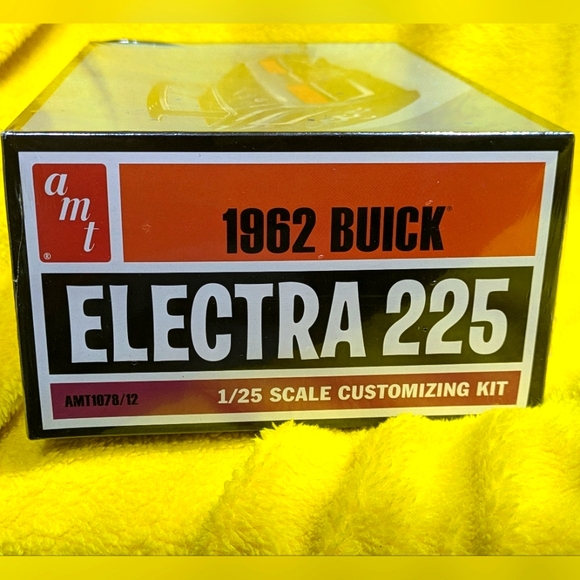 amt
®
1962 BUICK
ELECTRA 225
AMT1078/12
1/25 SCALE CUSTOMIZING KIT